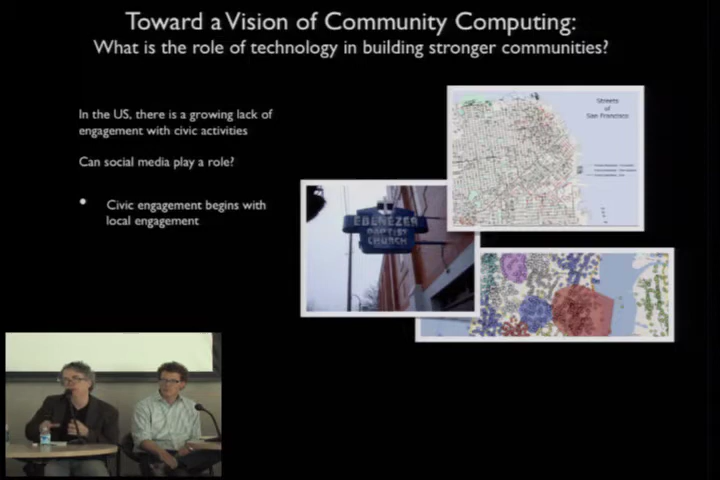 Toward a Vision of Community Computing:
What is the role of technology in building stronger communities?
In the US, there is a growing lack of
engagement with civic activities
Can social media play a role?
• Civic engagement begins with
local engagement
Streets
of
San Francisco
EBENEZER
BAPTIST
CHURCH